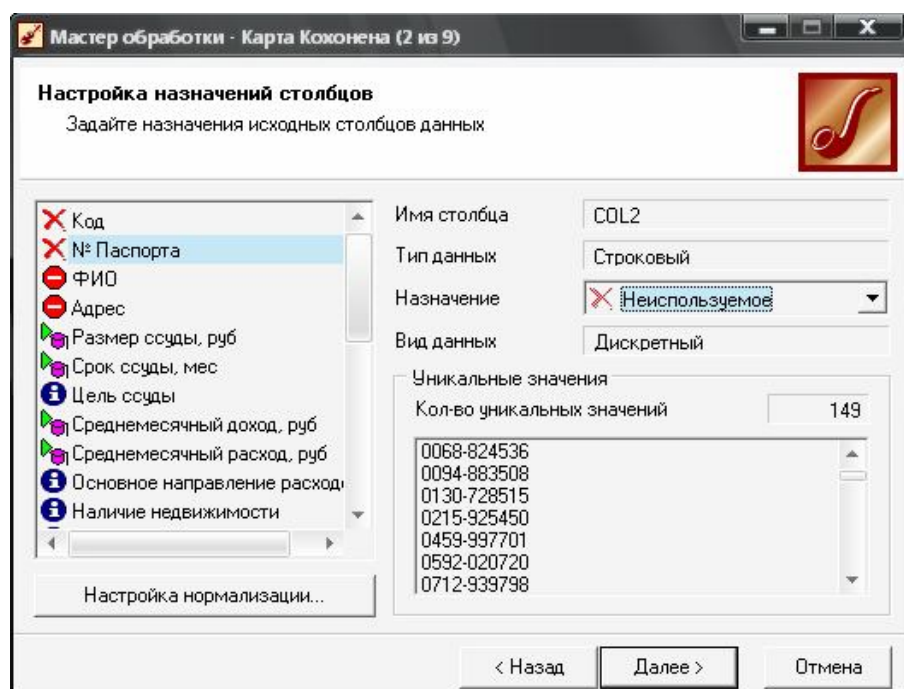 Мастер обработки - Карта Кохонена (2 из 9)
Настройка назначений столбцов
Задайте назначения исходных столбцов данных
Код
№ Паспорта
ФИО
Адрес
Размер ссуды, руб
Срок ссуды, мес
Цель ссуды
Среднемесячный доход, руб
Среднемесячный расход, руб
Основное направление расход
Наличие недвижимости
Настройка нормализации...
Имя столбца COL2
Тип данных Строковый
Назначение Неиспользуемое
Вид данных Дискретный
Уникальные значения
Кол-во уникальных значений 149
0068-824536
0094-883508
0130-728515
0215-925450
0459-997701
0592-020720
0712-939798
< Назад Далее > Отмена